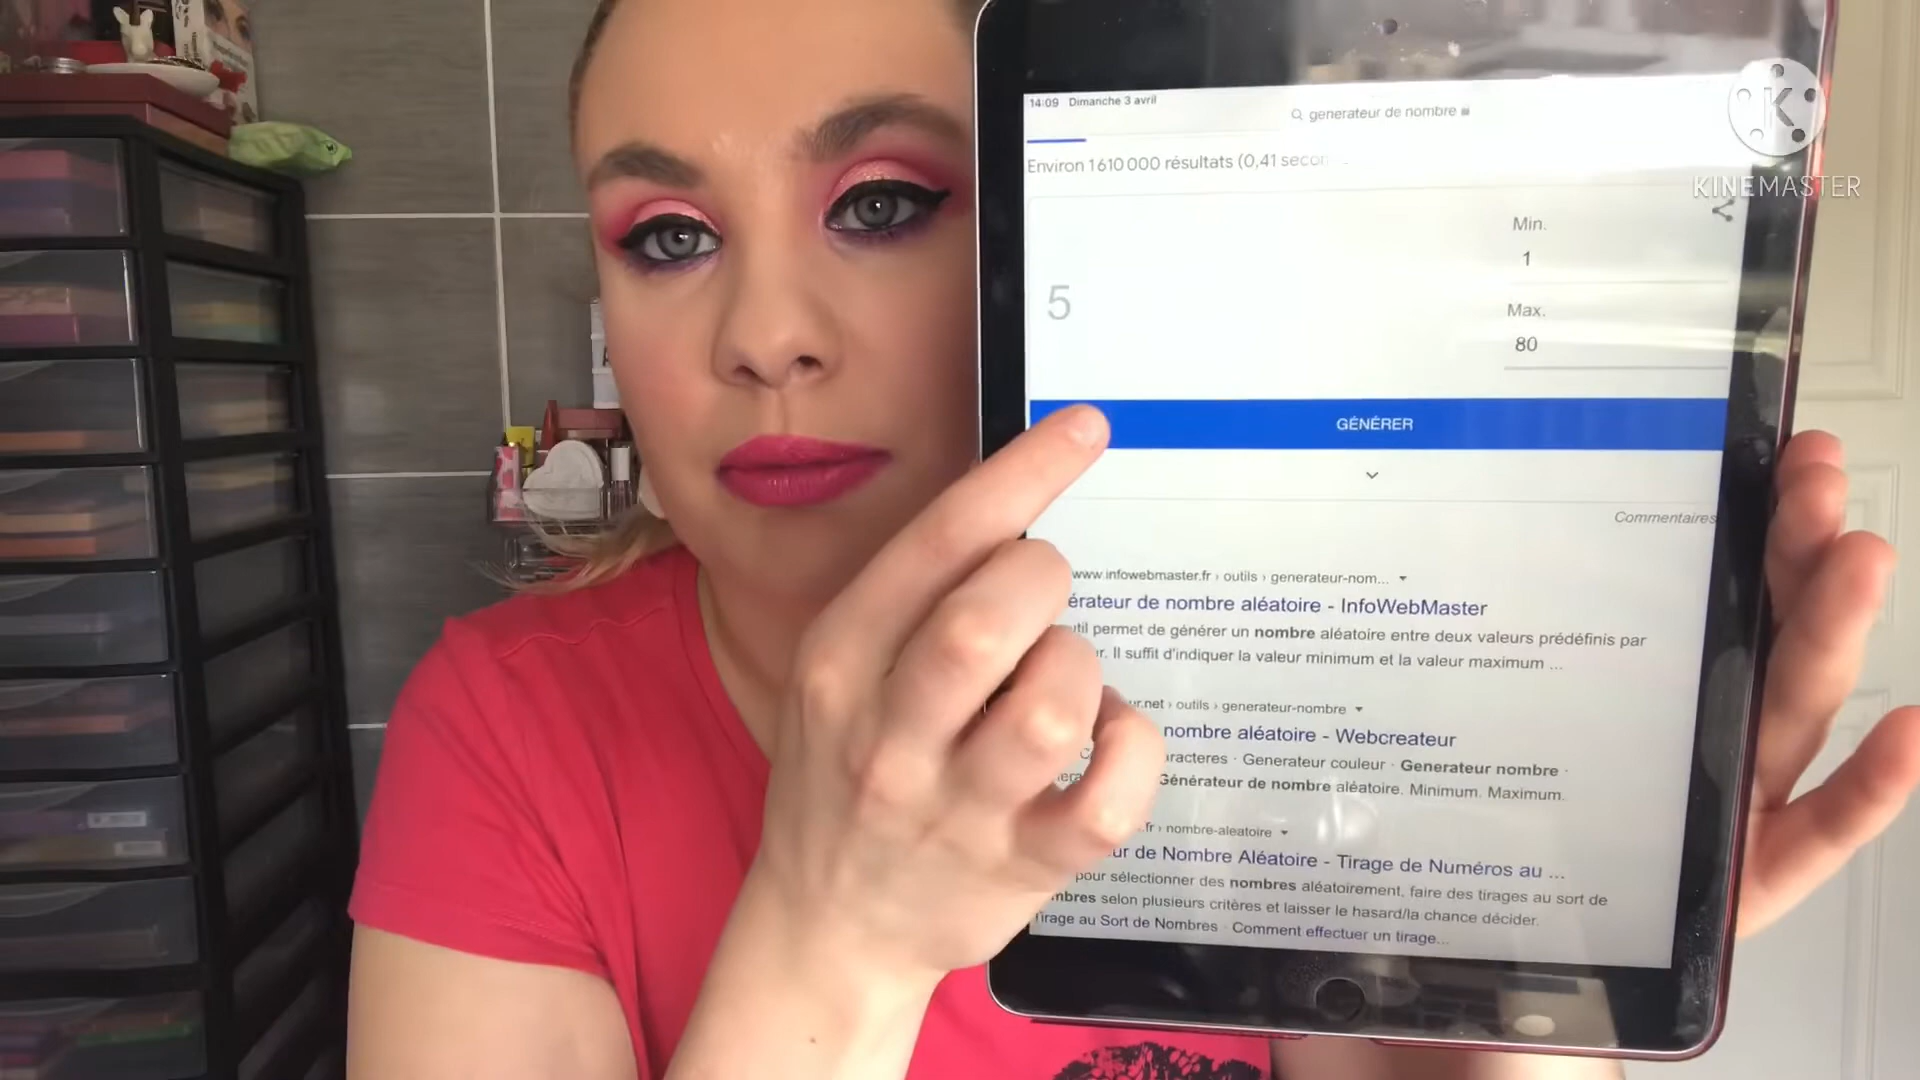 14:09 Dimanche 3 avril
generateur de nombre
KINEMASTER
Environ 1 610 000 résultats (0,41
Min.
1
5
Max.
80
GÉNÉRER
Commentaires
www.infowebmaster.fr › outils › generateur-nom...
érateur de nombre aléatoire - InfoWebMaster
permet de générer un nombre aléatoire entre deux valeurs prédéfinis par
Il suffit d'indiquer la valeur minimum et la valeur maximum ...
.net › outils › generateur-nombre
nombre aléatoire - Webcreateur
aracteres · Generateur couleur · Generateur nombre ·
Générateur de nombre aléatoire. Minimum. Maximum.
.fr › nombre-aleatoire
ur de Nombre Aléatoire - Tirage de Numéros au ...
pour sélectionner des nombres aléatoirement, faire des tirages au sort de
mbres selon plusieurs critères et laisser le hasard/la chance décider.
Tirage au Sort de Nombres · Comment effectuer un tirage...